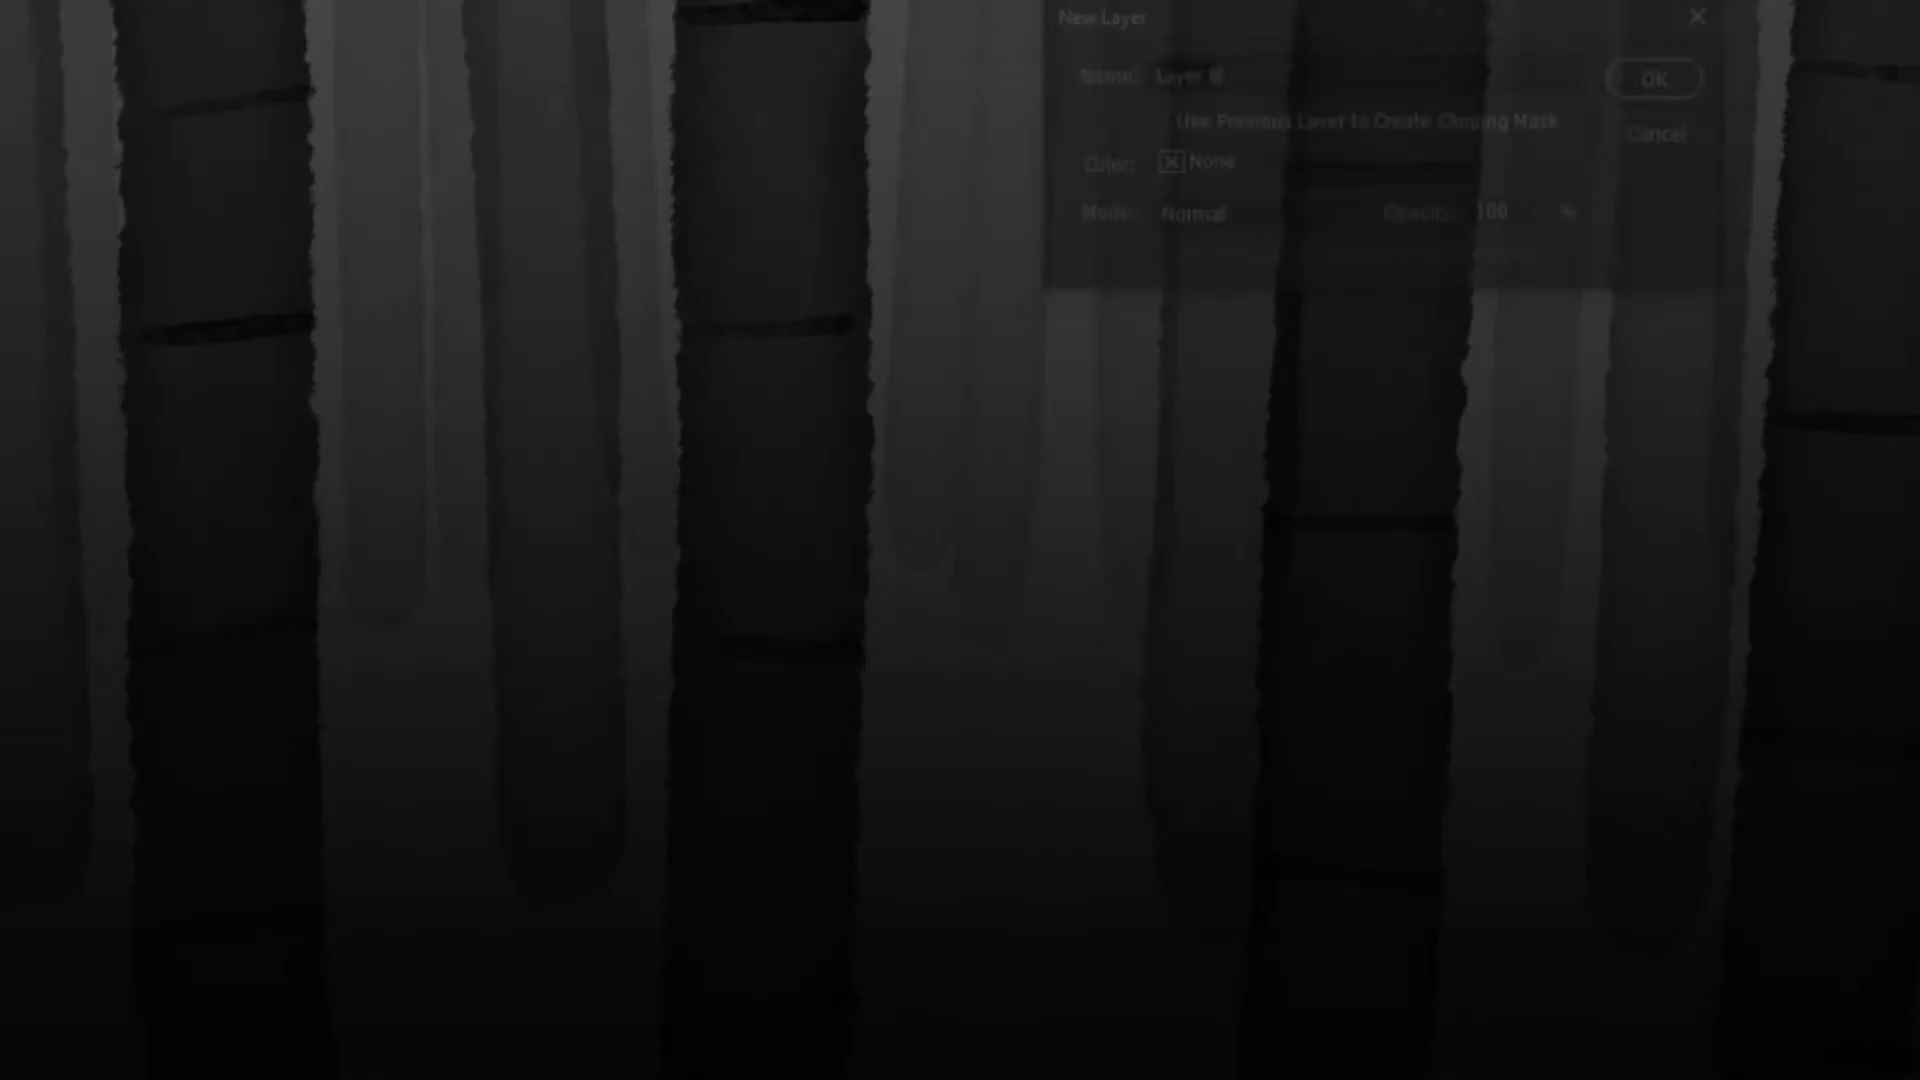 New Layer
Name: Layer 8
OK
Use Previous Layer to Create Clipping Mask
Cancel
Color: None
Mode: Normal Opacity: 100 %